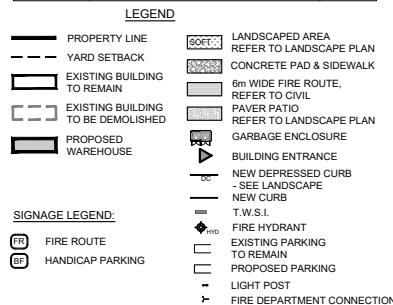 LEGEND
PROPERTY LINE
YARD SETBACK
EXISTING BUILDING
TO REMAIN
EXISTING BUILDING
TO BE DEMOLISHED
PROPOSED
WAREHOUSE
SOFT
LANDSCAPED AREA
REFER TO LANDSCAPE PLAN
CONCRETE PAD & SIDEWALK
6m WIDE FIRE ROUTE,
REFER TO CIVIL
PAVER PATIO
REFER TO LANDSCAPE PLAN
GARBAGE ENCLOSURE
BUILDING ENTRANCE
DC
NEW DEPRESSED CURB
- SEE LANDSCAPE
NEW CURB
T.W.S.I.
HYD
FIRE HYDRANT
EXISTING PARKING
TO REMAIN
PROPOSED PARKING
LIGHT POST
FIRE DEPARTMENT CONNECTION
SIGNAGE LEGEND:
FR FIRE ROUTE
BF HANDICAP PARKING